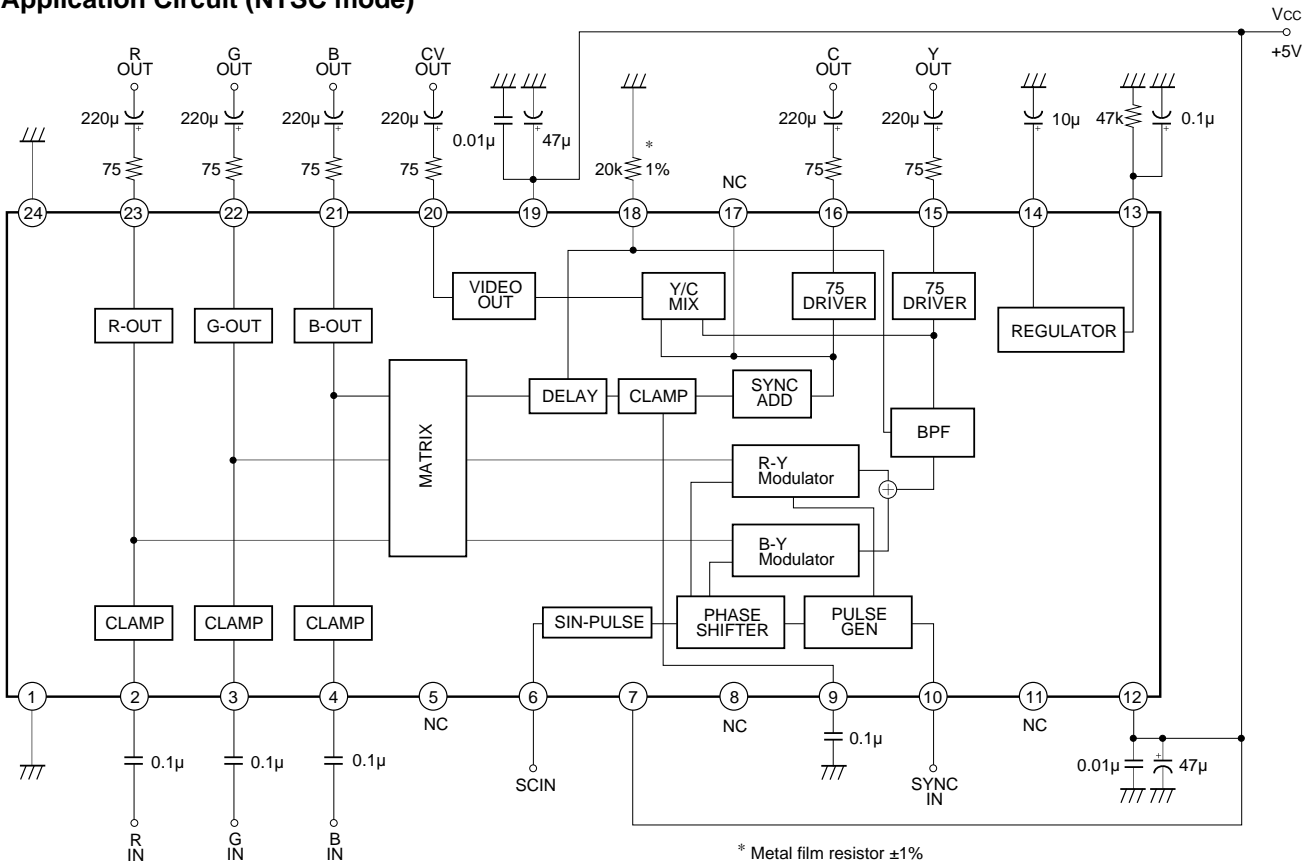 Application Circuit (NTSC mode)
VCC
+5V
R
OUT
G
OUT
B
OUT
CV
OUT
C
OUT
Y
OUT
220µ
220µ
220µ
220µ
0.01µ
47µ
220µ
220µ
10µ
47k
0.1µ
75
75
75
75
20k
*
1%
NC
75
75
24
23
22
21
20
19
18
17
16
15
14
13
VIDEO
OUT
Y/C
MIX
75
DRIVER
75
DRIVER
R-OUT
G-OUT
B-OUT
REGULATOR
MATRIX
DELAY
CLAMP
SYNC
ADD
BPF
R-Y
Modulator
B-Y
Modulator
CLAMP
CLAMP
CLAMP
SIN-PULSE
PHASE
SHIFTER
PULSE
GEN
1
2
3
4
5
6
7
8
9
10
11
12
NC
NC
NC
0.1µ
0.1µ
0.1µ
0.1µ
0.01µ
47µ
SCIN
SYNC
IN
R
IN
G
IN
B
IN
* Metal film resistor ±1%